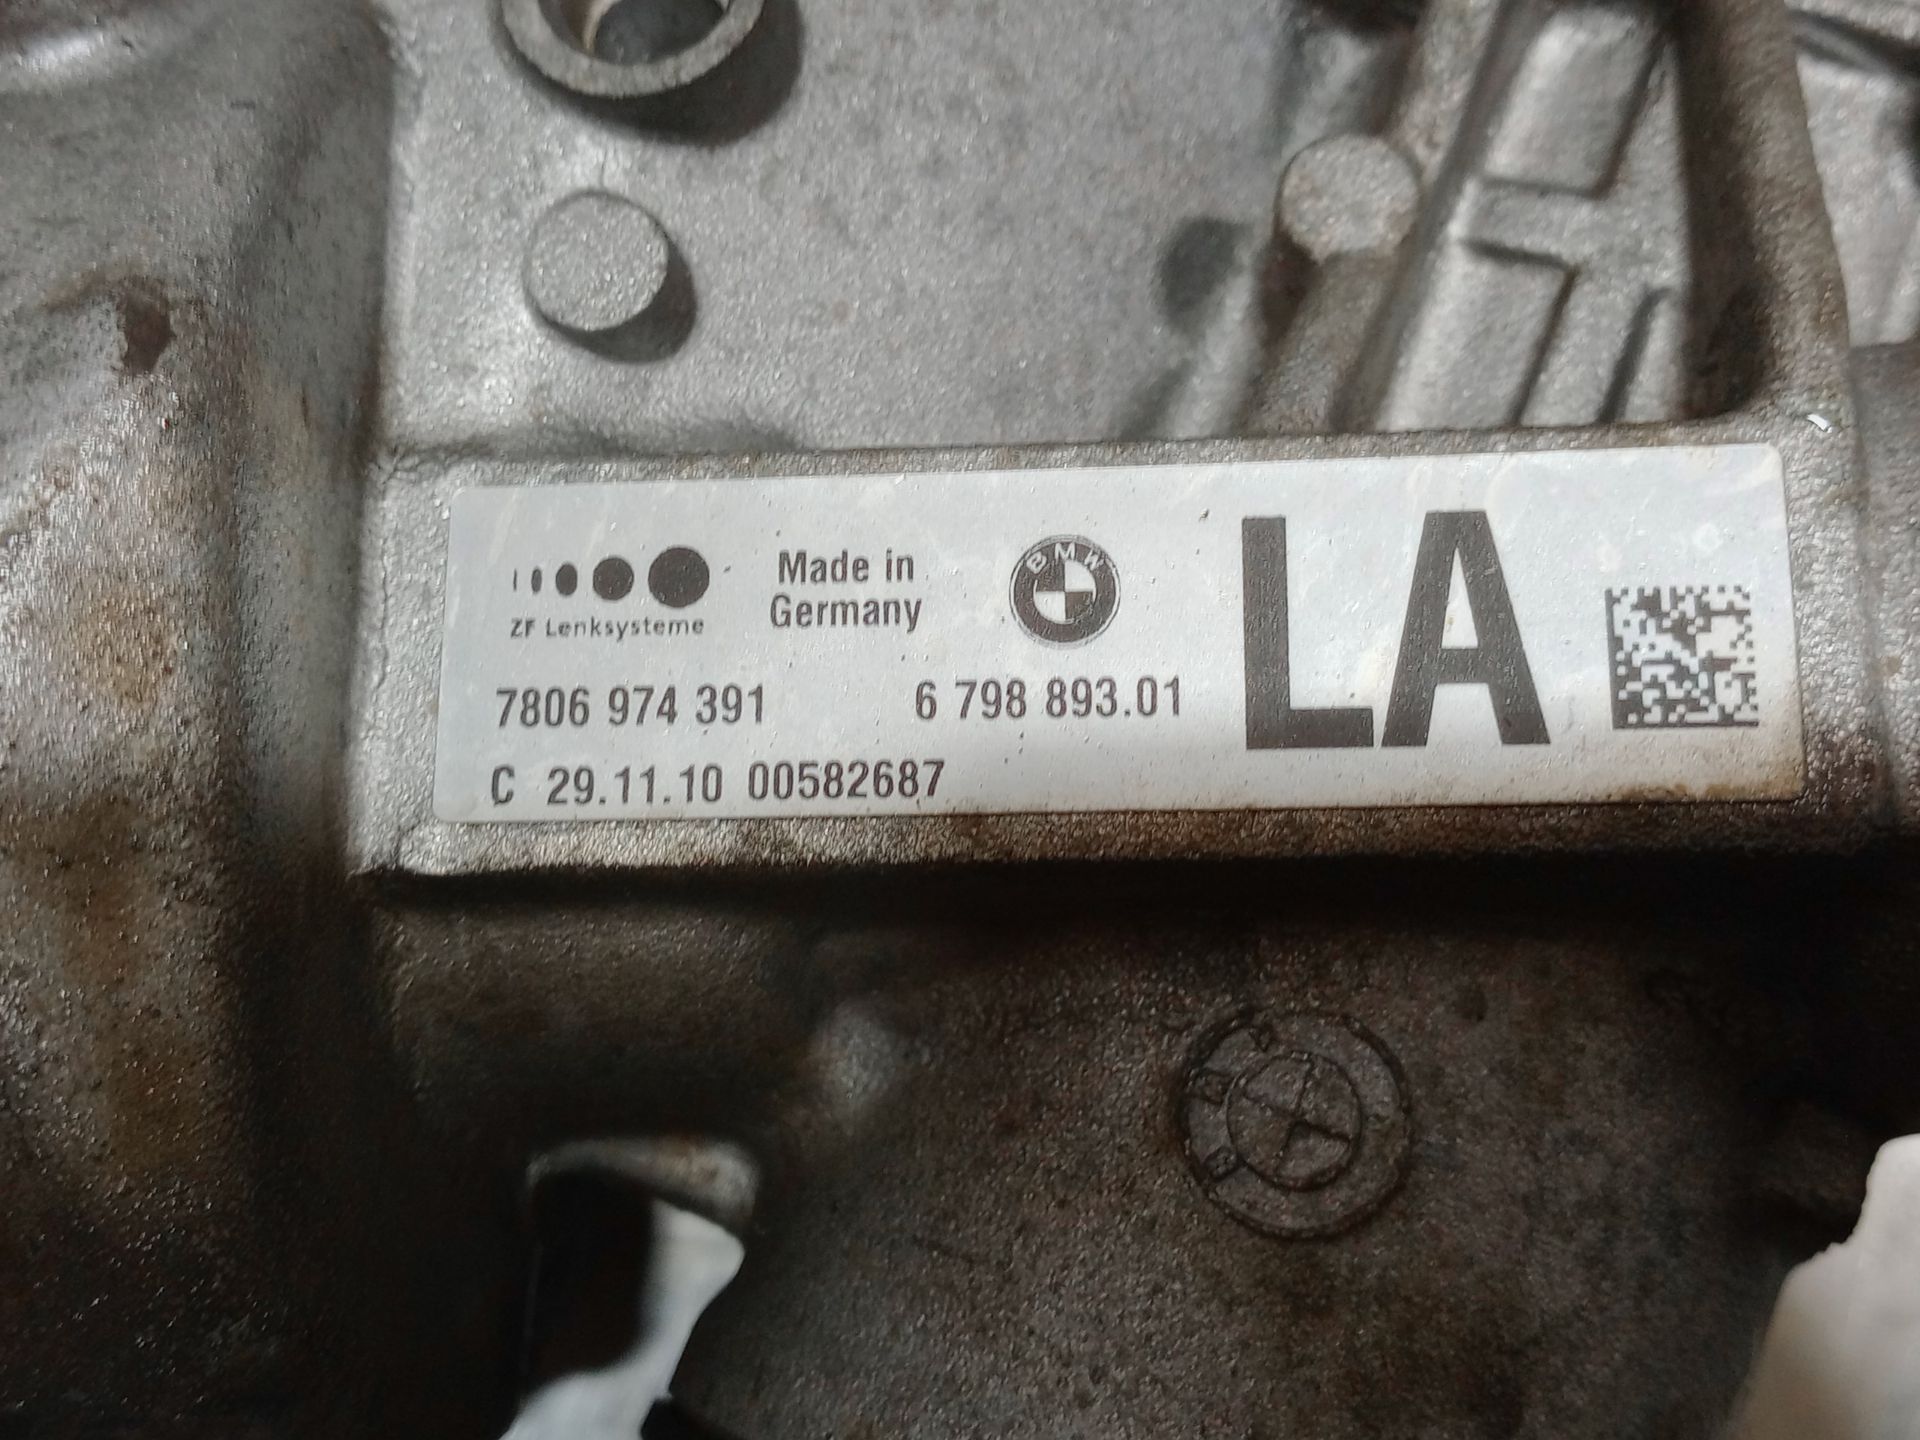 ZF Lenksysteme
Made in
Germany
BMW
LA
7806 974 391
6 798 893.01
C 29.11.10 00582687